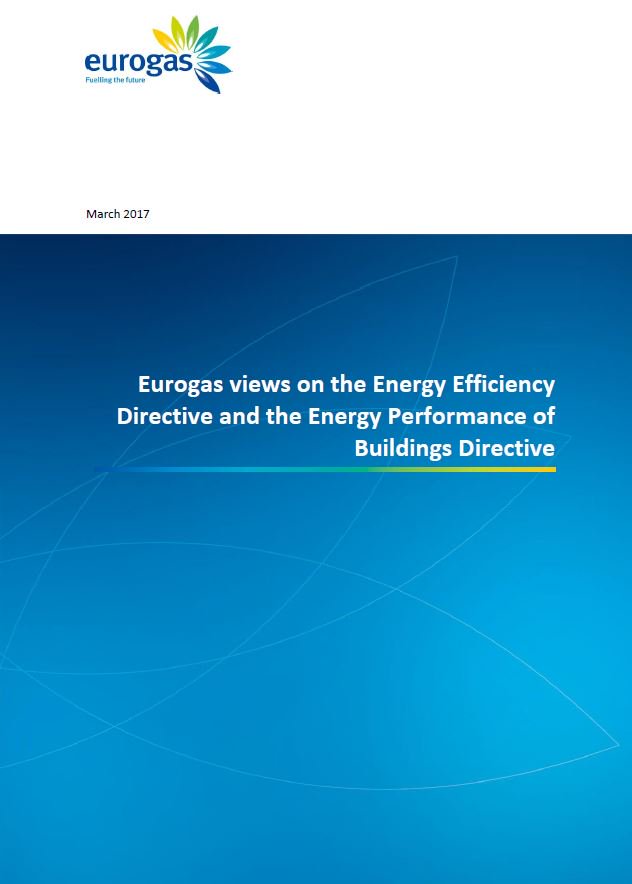 eurogas
Fuelling the future
March 2017
Eurogas views on the Energy Efficiency
Directive and the Energy Performance of
Buildings Directive